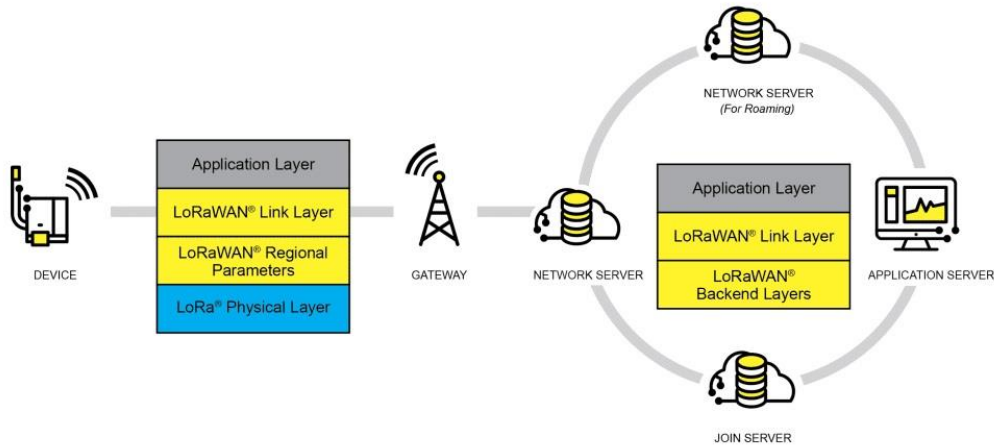 NETWORK SERVER
(For Roaming)
Application Layer
LoRaWAN® Link Layer
LoRaWAN® Regional
Parameters
LoRa® Physical Layer
DEVICE
GATEWAY
NETWORK SERVER
Application Layer
LoRaWAN® Link Layer
LoRaWAN®
Backend Layers
APPLICATION SERVER
JOIN SERVER